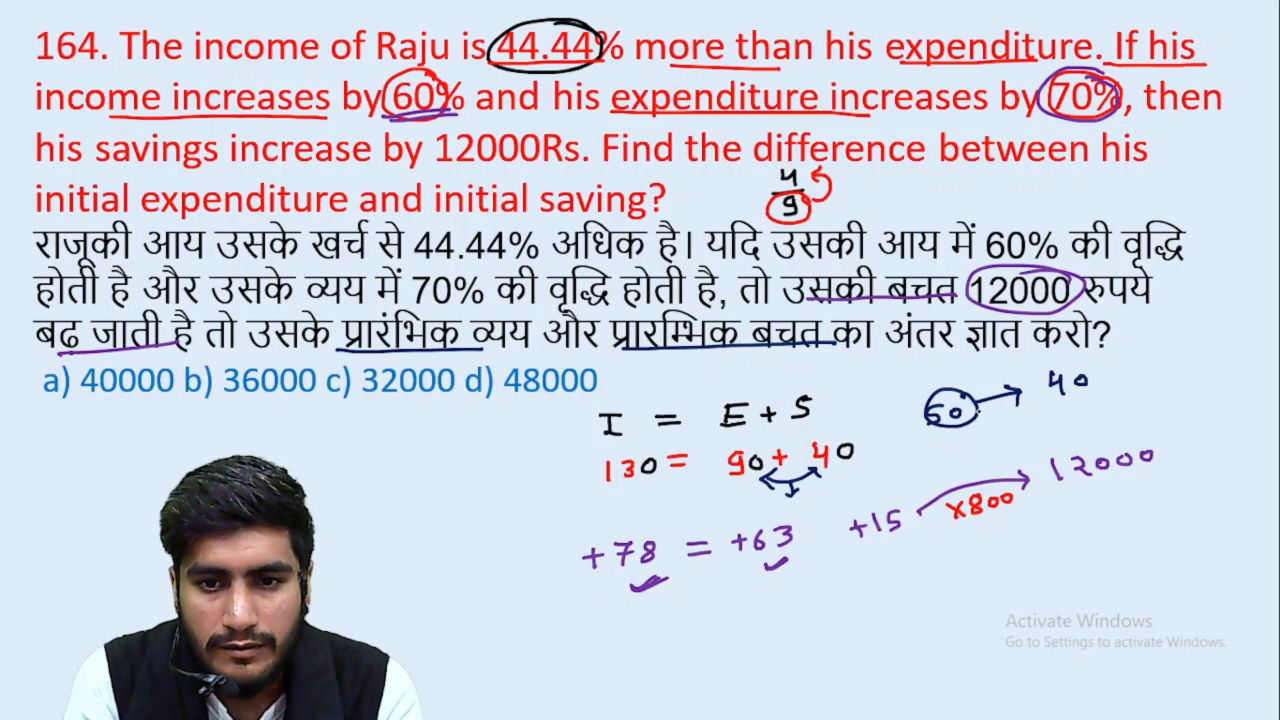 164. The income of Raju is 44.44% more than his expenditure. If his
income increases by 60% and his expenditure increases by 70%, then
his savings increase by 12000Rs. Find the difference between his
initial expenditure and initial saving?
4
9
राजूकी आय उसके खर्च से 44.44% अधिक है। यदि उसकी आय में 60% की वृद्धि
होती है और उसके व्यय में 70% की वृद्धि होती है, तो उसकी बचत 12000 रुपये
बढ जाती है तो उसके प्रारंभिक व्यय और प्रारम्भिक बचत का अंतर ज्ञात करो?
a) 40000 b) 36000 c) 32000 d) 48000
I = E + S
50 → 40
130 = 90 + 40
+78 = +63 +15 ×800 12000
Activate Windows
Go to Settings to activate Windows.